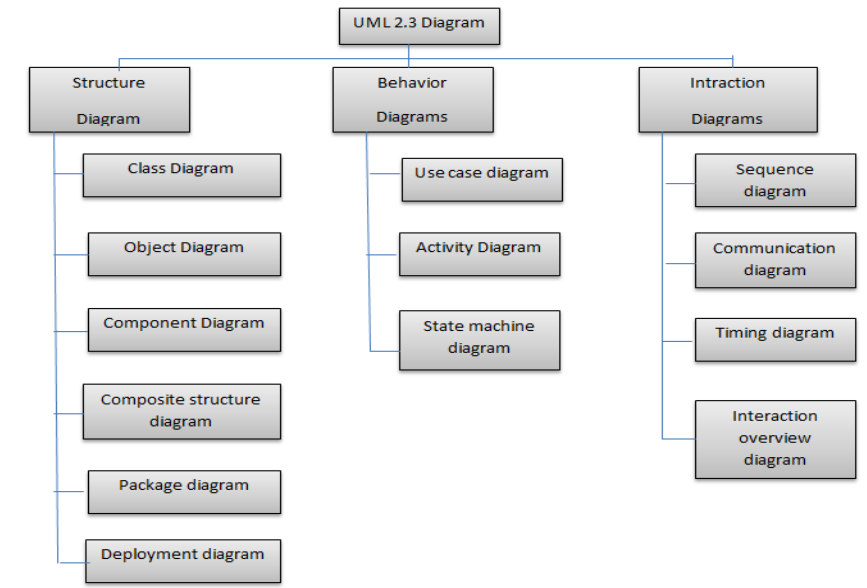 UML 2.3 Diagram
Structure
Diagram
Class Diagram
Object Diagram
Component Diagram
Composite structure
diagram
Package diagram
Deployment diagram
Behavior
Diagrams
Use case diagram
Activity Diagram
State machine
diagram
Intraction
Diagrams
Sequence
diagram
Communication
diagram
Timing diagram
Interaction
overview
diagram